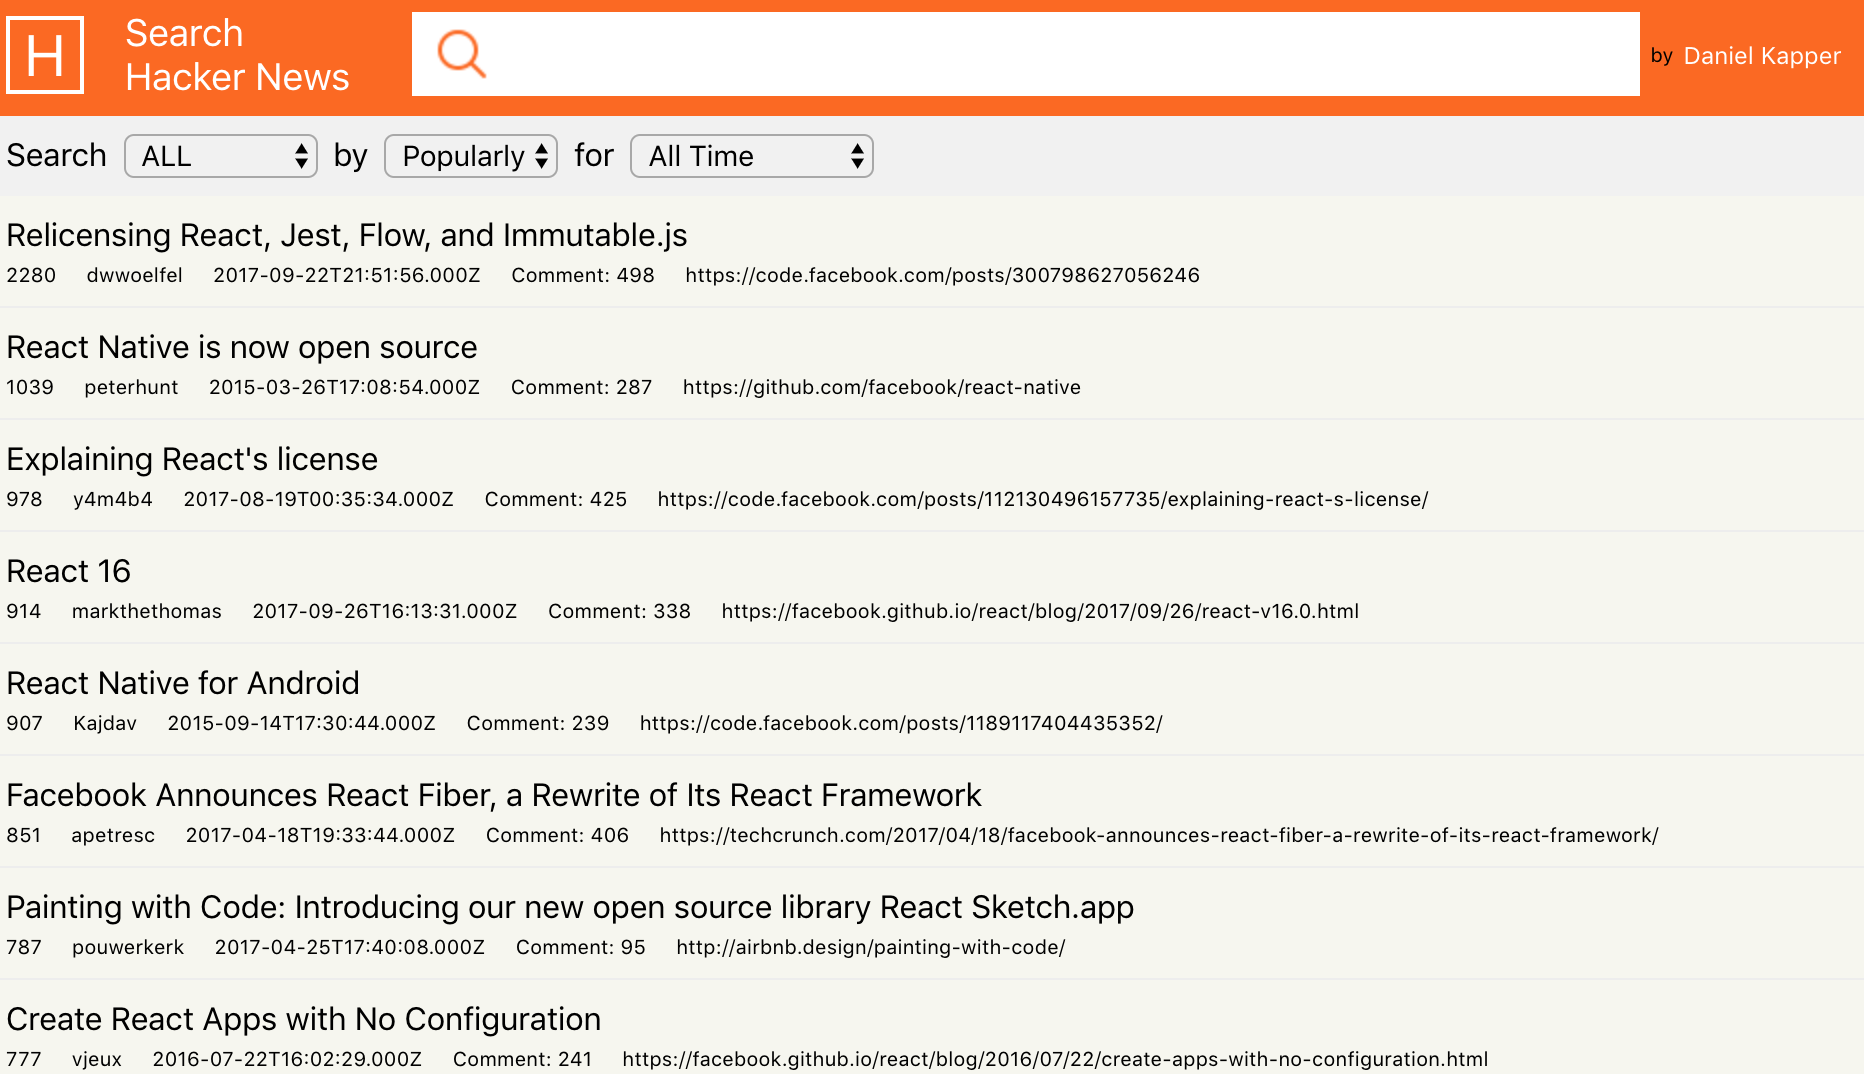 H
Search
Hacker News
by Daniel Kapper
Search ALL by Popularly for All Time
Relicensing React, Jest, Flow, and Immutable.js
2280 dwwoelfel 2017-09-22T21:51:56.000Z Comment: 498 https://code.facebook.com/posts/300798627056246
React Native is now open source
1039 peterhunt 2015-03-26T17:08:54.000Z Comment: 287 https://github.com/facebook/react-native
Explaining React's license
978 y4m4b4 2017-08-19T00:35:34.000Z Comment: 425 https://code.facebook.com/posts/112130496157735/explaining-react-s-license/
React 16
914 markthethomas 2017-09-26T16:13:31.000Z Comment: 338 https://facebook.github.io/react/blog/2017/09/26/react-v16.0.html
React Native for Android
907 Kajdav 2015-09-14T17:30:44.000Z Comment: 239 https://code.facebook.com/posts/1189117404435352/
Facebook Announces React Fiber, a Rewrite of Its React Framework
851 apetresc 2017-04-18T19:33:44.000Z Comment: 406 https://techcrunch.com/2017/04/18/facebook-announces-react-fiber-a-rewrite-of-its-react-framework/
Painting with Code: Introducing our new open source library React Sketch.app
787 pouwerkerk 2017-04-25T17:40:08.000Z Comment: 95 http://airbnb.design/painting-with-code/
Create React Apps with No Configuration
777 vjeux 2016-07-22T16:02:29.000Z Comment: 241 https://facebook.github.io/react/blog/2016/07/22/create-apps-with-no-configuration.html